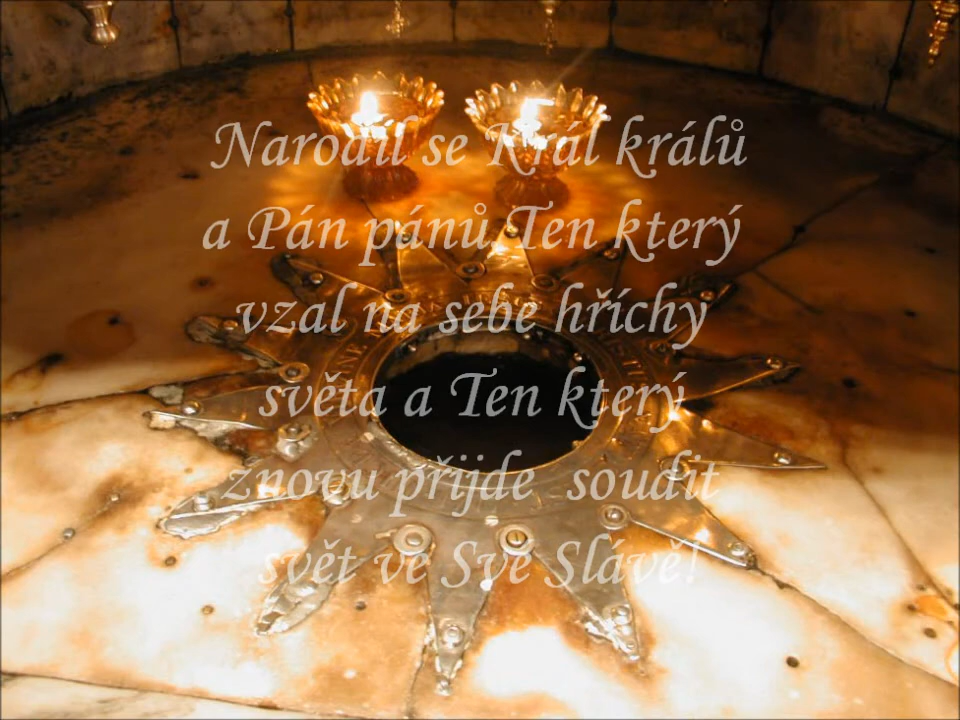 Narodil se Král králů
a Pán pánů Ten který
vzal na sebe hříchy
světa a Ten který
znovu přijde  soudit
svět ve Své Slávě!